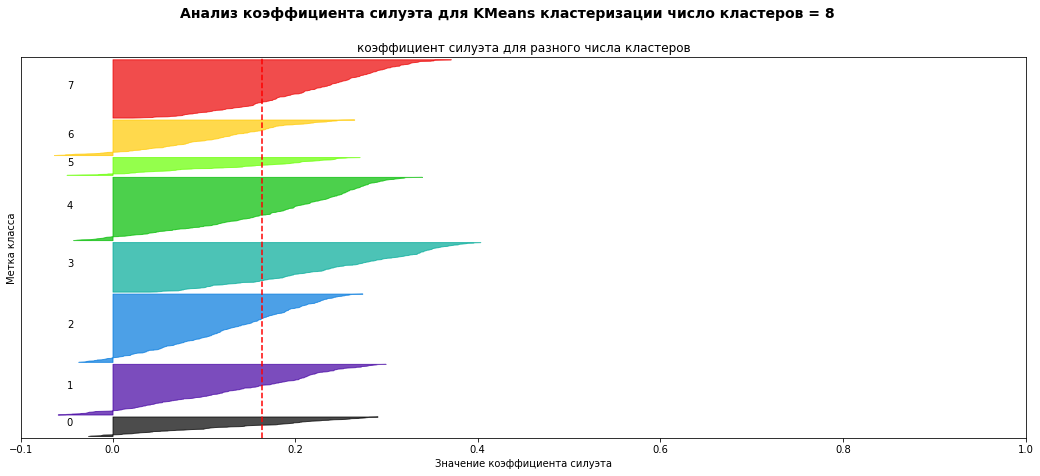 Анализ коэффициента силуэта для KMeans кластеризации число кластеров = 8
коэффициент силуэта для разного числа кластеров
7
6
5
4
3
2
1
0
Метка класса
−0.1 0.0 0.2 0.4 0.6 0.8 1.0
Значение коэффициента силуэта